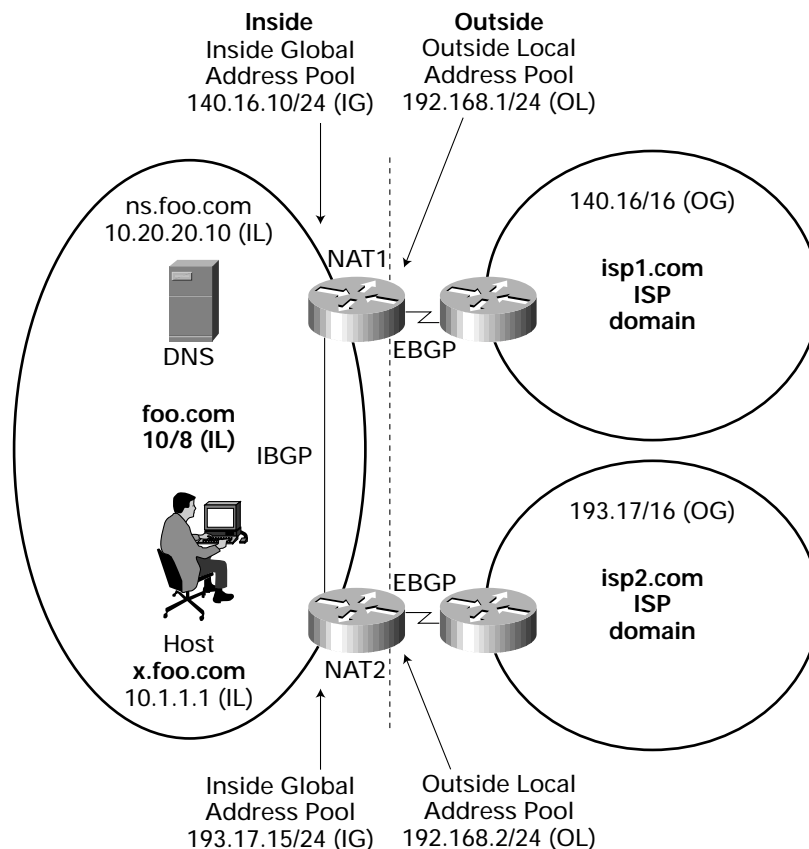 Inside
Inside Global
Address Pool
140.16.10/24 (IG)
Outside
Outside Local
Address Pool
192.168.1/24 (OL)
ns.foo.com
10.20.20.10 (IL)
DNS
NAT1
EBGP
140.16/16 (OG)
isp1.com
ISP
domain
foo.com
10/8 (IL)
IBGP
193.17/16 (OG)
isp2.com
ISP
domain
EBGP
Host
x.foo.com
10.1.1.1 (IL)
NAT2
Inside Global
Address Pool
193.17.15/24 (IG)
Outside Local
Address Pool
192.168.2/24 (OL)